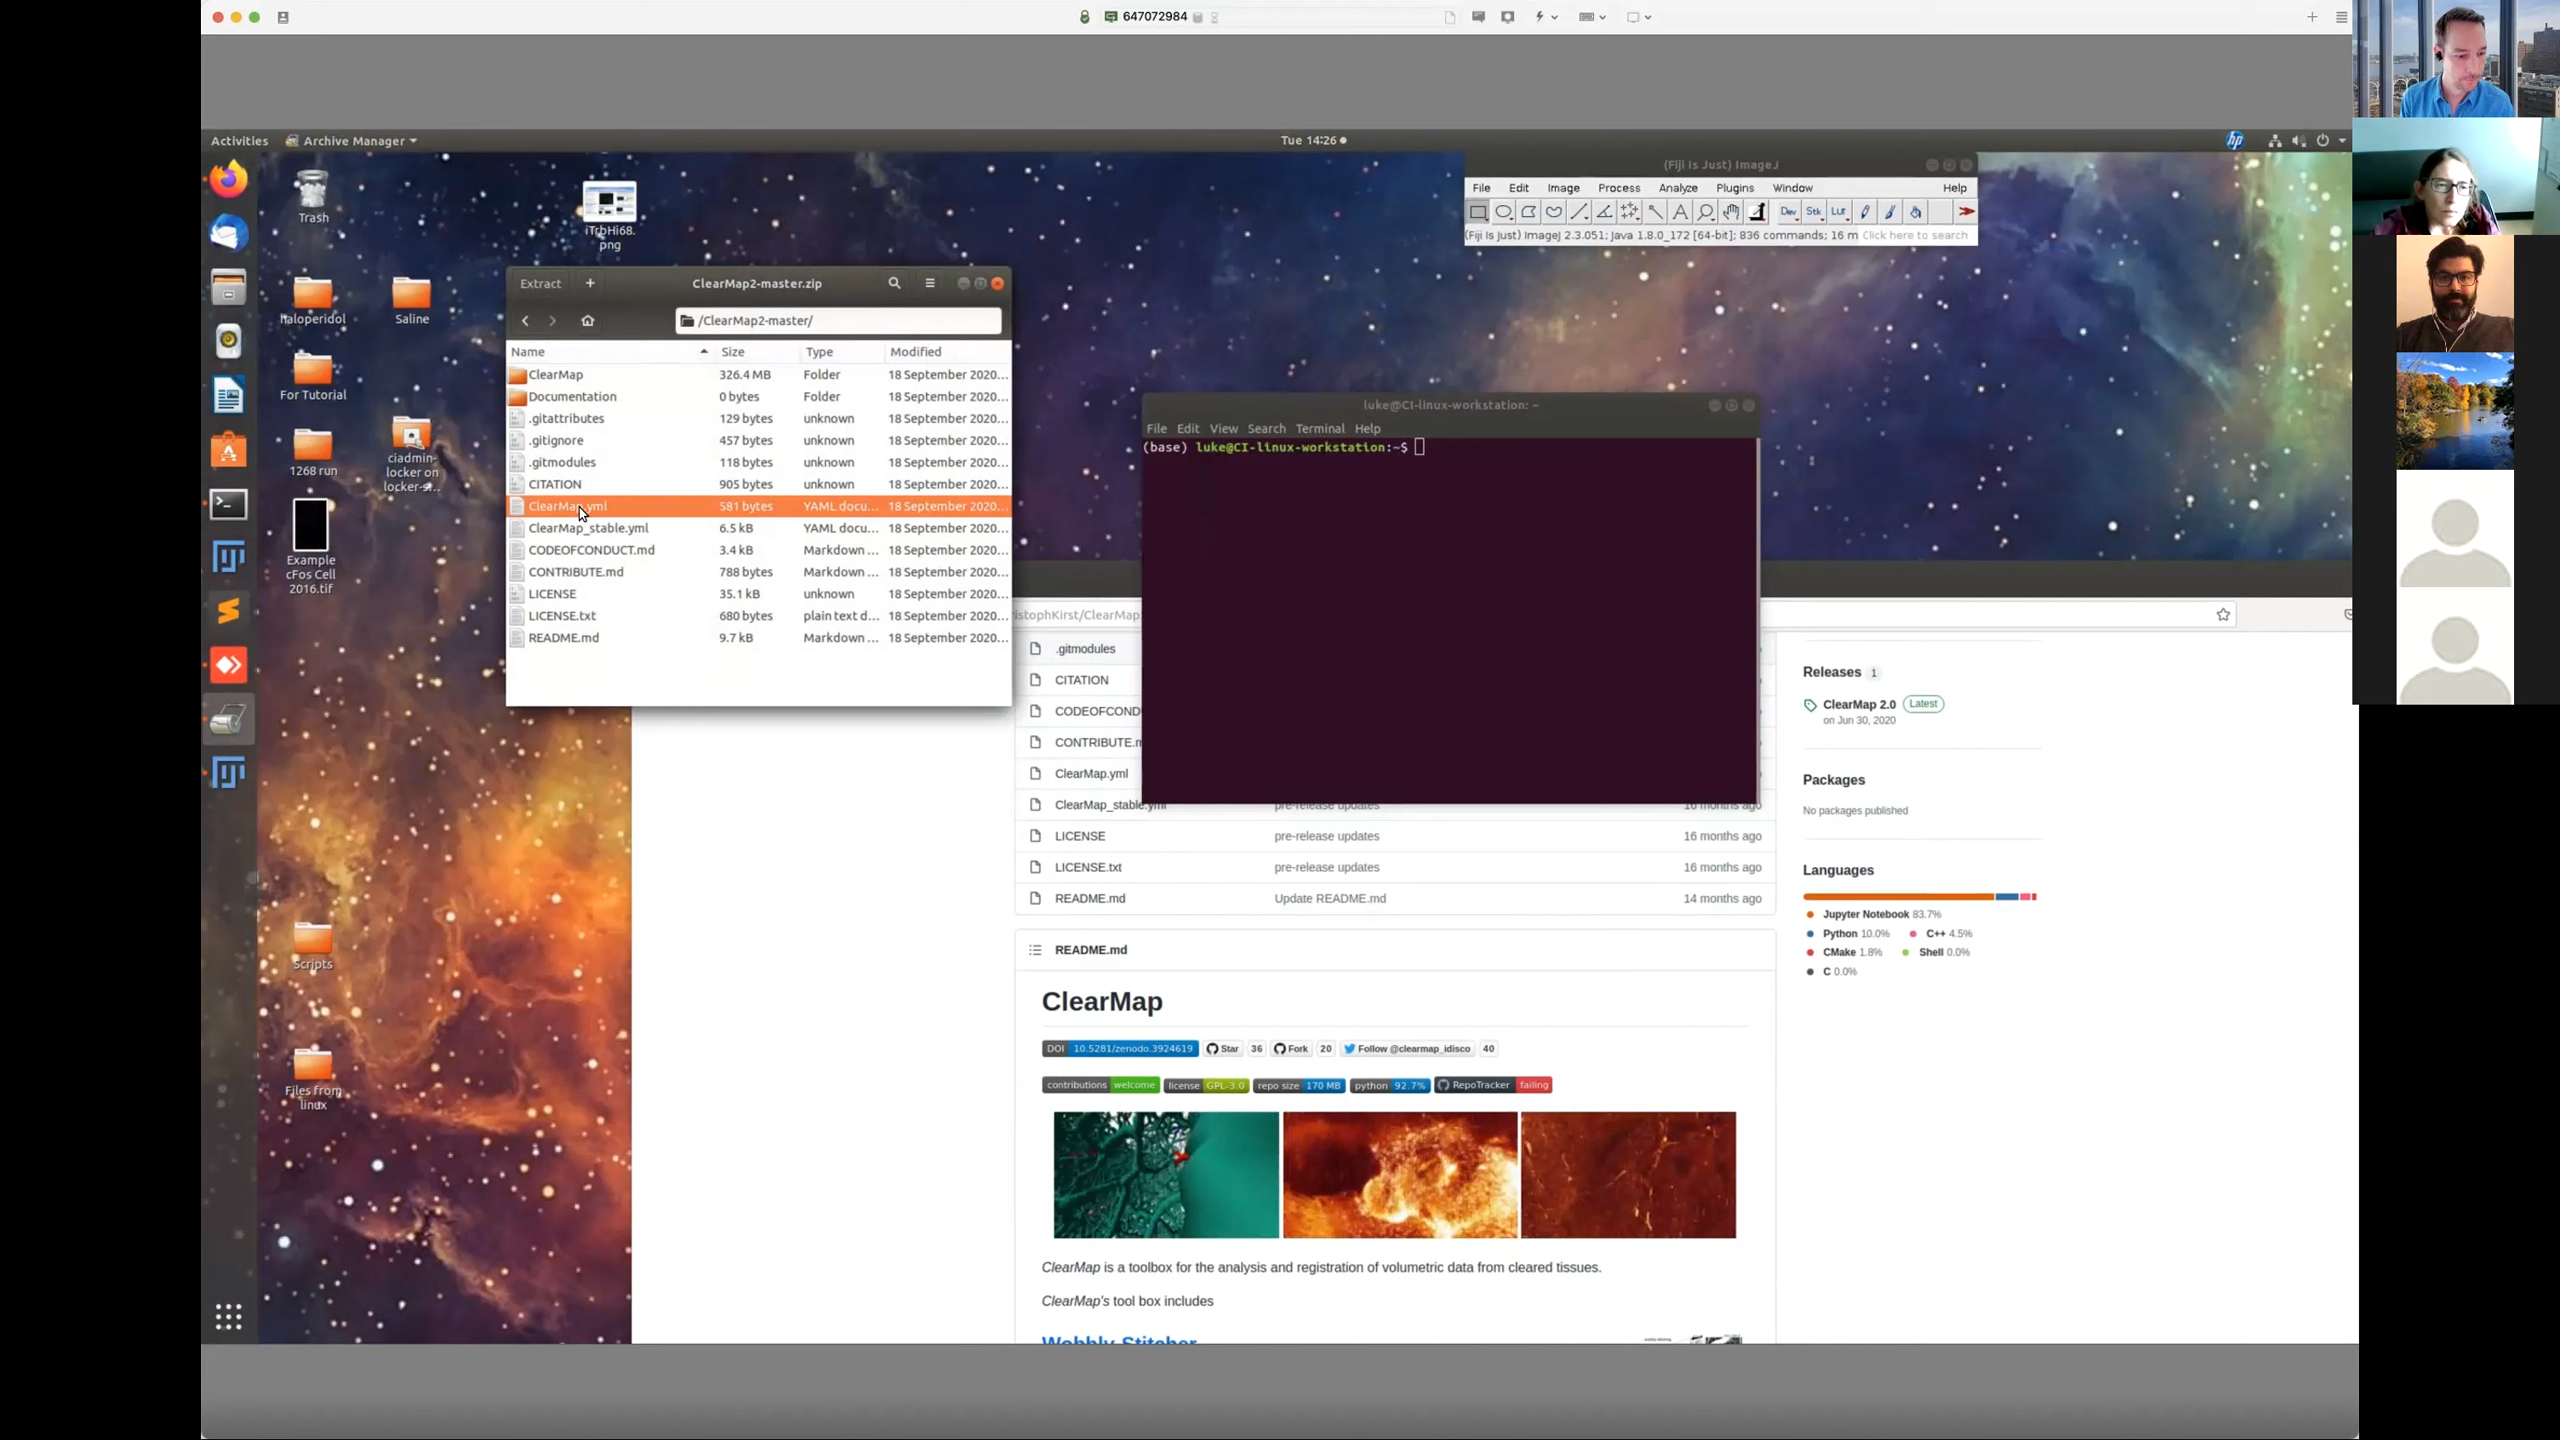 647072984
Activities
Archive Manager
Tue 14:26
hp
Trash
iTrbHi68.
png
haloperidol
Saline
For Tutorial
1268 run
ciadmin-
locker on
locker-s...
Example
cFos Cell
2016.tif
Scripts
Files from
linux
(Fiji Is Just) ImageJ
File Edit Image Process Analyze Plugins Window Help
Dev Stk Lut
(Fiji Is Just) ImageJ 2.3.051; Java 1.8.0_172 [64-bit]; 836 commands; 16 m Click here to search
Extract
ClearMap2-master.zip
/ClearMap2-master/
Name Size Type Modified
ClearMap 326.4 MB Folder 18 September 2020...
Documentation 0 bytes Folder 18 September 2020...
.gitattributes 129 bytes unknown 18 September 2020...
.gitignore 457 bytes unknown 18 September 2020...
.gitmodules 118 bytes unknown 18 September 2020...
CITATION 905 bytes unknown 18 September 2020...
ClearMap.yml 581 bytes YAML docu... 18 September 2020...
ClearMap_stable.yml 6.5 kB YAML docu... 18 September 2020...
CODEOFCONDUCT.md 3.4 kB Markdown ... 18 September 2020...
CONTRIBUTE.md 788 bytes Markdown ... 18 September 2020...
LICENSE 35.1 kB unknown 18 September 2020...
LICENSE.txt 680 bytes plain text d... 18 September 2020...
README.md 9.7 kB Markdown ... 18 September 2020...
luke@CI-linux-workstation: ~
File Edit View Search Terminal Help
(base) luke@CI-linux-workstation:~$
istophKirst/ClearMap
.gitmodules
CITATION
CODEOFCOND
CONTRIBUTE.m
ClearMap.yml
ClearMap_stable.yml pre-release updates 16 months ago
LICENSE pre-release updates 16 months ago
LICENSE.txt pre-release updates 16 months ago
README.md Update README.md 14 months ago
README.md
ClearMap
DOI 10.5281/zenodo.3924619 Star 36 Fork 20 Follow @clearmap_idisco 40
contributions welcome license GPL-3.0 repo size 170 MB python 92.7% RepoTracker failing
ClearMap is a toolbox for the analysis and registration of volumetric data from cleared tissues.
ClearMap's tool box includes
Wobbly-Stitcher
Releases 1
ClearMap 2.0 Latest
on Jun 30, 2020
Packages
No packages published
Languages
Jupyter Notebook 83.7%
Python 10.0% C++ 4.5%
CMake 1.8% Shell 0.0%
C 0.0%